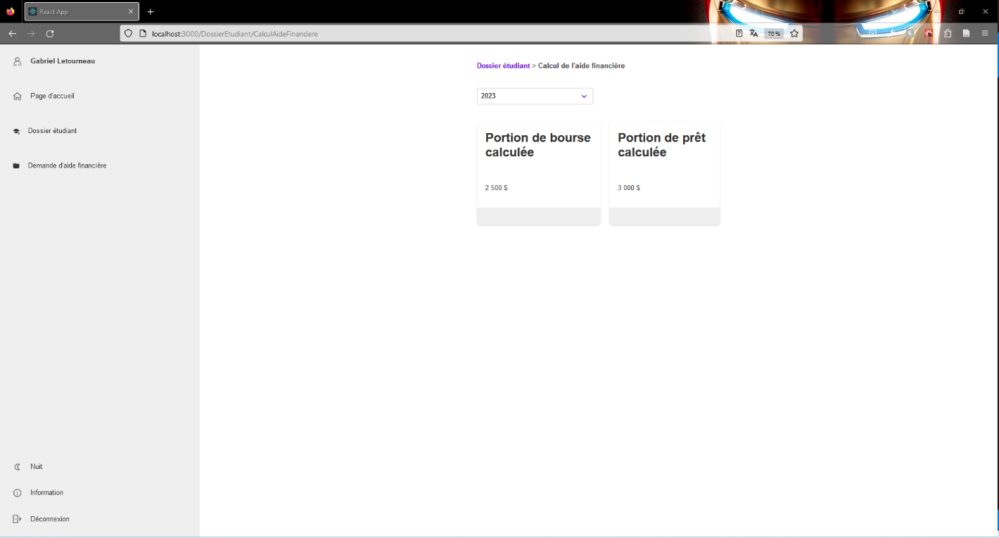 React App
localhost:3000/DossierEtudiant/CalculAideFinanciere
70 %
Gabriel Letourneau
Page d'accueil
Dossier étudiant
Demande d'aide financière
Nuit
Information
Déconnexion
Dossier étudiant > Calcul de l'aide financière
2023
Portion de bourse
calculée
2 500 $
Portion de prêt
calculée
3 000 $